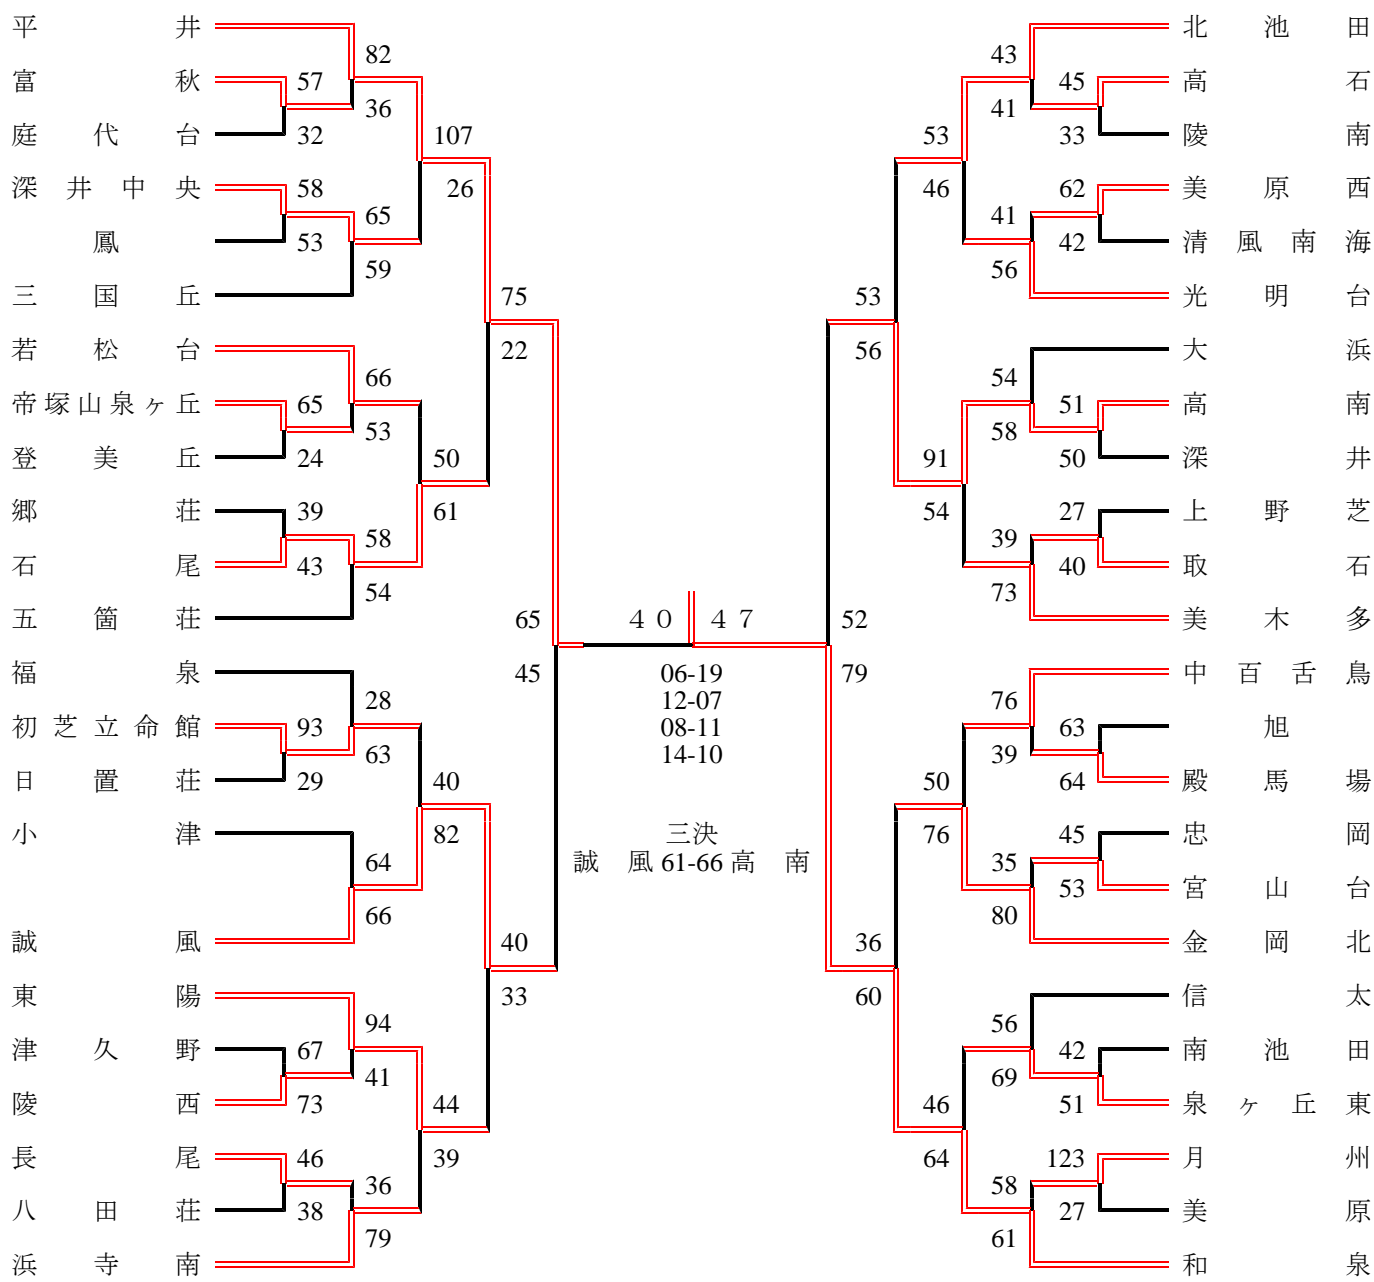 平井
82
富秋
57
36
庭代台
32
107
深井中央
58
26
65
鳳
53
59
三国丘
75
若松台
22
66
帝塚山泉ヶ丘
65
53
登美丘
24
50
郷荘
39
61
58
石尾
43
54
五箇荘
65
福泉
45
28
初芝立命館
93
63
日置荘
29
40
小津
82
64
66
誠風
40
東陽
33
94
津久野
67
41
陵西
73
44
長尾
46
39
36
八田荘
38
79
浜寺南
40 47
06-19
12-07
08-11
14-10
三決
誠 風 61-66 高 南
北池田
43
45
高石
41
33
陵南
53
62
美原西
46
41
42
清風南海
56
光明台
53
大浜
56
54
51
高南
58
50
深井
91
27
上野芝
54
39
40
取石
73
美木多
52
79
中百舌鳥
76
63
旭
39
64
殿馬場
50
45
忠岡
76
35
53
宮山台
80
金岡北
36
信太
60
56
42
南池田
69
51
泉ヶ丘東
46
123
月州
64
58
27
美原
61
和泉